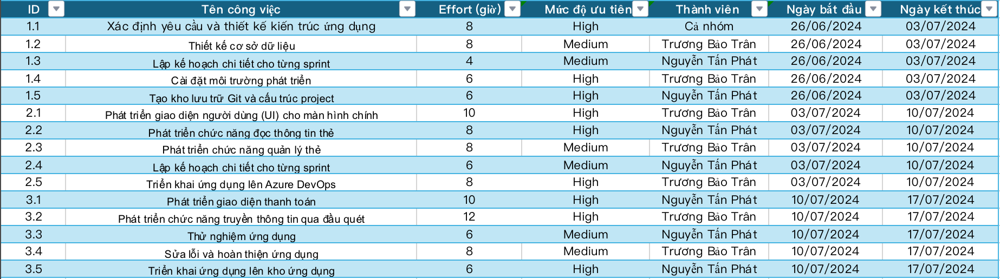 ID Tên công việc Effort (giờ) Mức độ ưu tiên Thành viên Ngày bắt đầu Ngày kết thúc
1.1 Xác định yêu cầu và thiết kế kiến trúc ứng dụng 8 High Cả nhóm 26/06/2024 03/07/2024
1.2 Thiết kế cơ sở dữ liệu 8 Medium Trương Bảo Trân 26/06/2024 03/07/2024
1.3 Lập kế hoạch chi tiết cho từng sprint 4 Medium Nguyễn Tấn Phát 26/06/2024 03/07/2024
1.4 Cài đặt môi trường phát triển 6 High Trương Bảo Trân 26/06/2024 03/07/2024
1.5 Tạo kho lưu trữ Git và cấu trúc project 6 High Nguyễn Tấn Phát 26/06/2024 03/07/2024
2.1 Phát triển giao diện người dùng (UI) cho màn hình chính 10 High Trương Bảo Trân 03/07/2024 10/07/2024
2.2 Phát triển chức năng đọc thông tin thẻ 8 High Nguyễn Tấn Phát 03/07/2024 10/07/2024
2.3 Phát triển chức năng quản lý thẻ 8 Medium Trương Bảo Trân 03/07/2024 10/07/2024
2.4 Lập kế hoạch chi tiết cho từng sprint 6 Medium Nguyễn Tấn Phát 03/07/2024 10/07/2024
2.5 Triển khai ứng dụng lên Azure DevOps 8 High Trương Bảo Trân 03/07/2024 10/07/2024
3.1 Phát triển giao diện thanh toán 10 High Nguyễn Tấn Phát 10/07/2024 17/07/2024
3.2 Phát triển chức năng truyền thông tin qua đầu quét 12 High Trương Bảo Trân 10/07/2024 17/07/2024
3.3 Thử nghiệm ứng dụng 6 Medium Nguyễn Tấn Phát 10/07/2024 17/07/2024
3.4 Sửa lỗi và hoàn thiện ứng dụng 8 Medium Trương Bảo Trân 10/07/2024 17/07/2024
3.5 Triển khai ứng dụng lên kho ứng dụng 6 High Nguyễn Tấn Phát 10/07/2024 17/07/2024